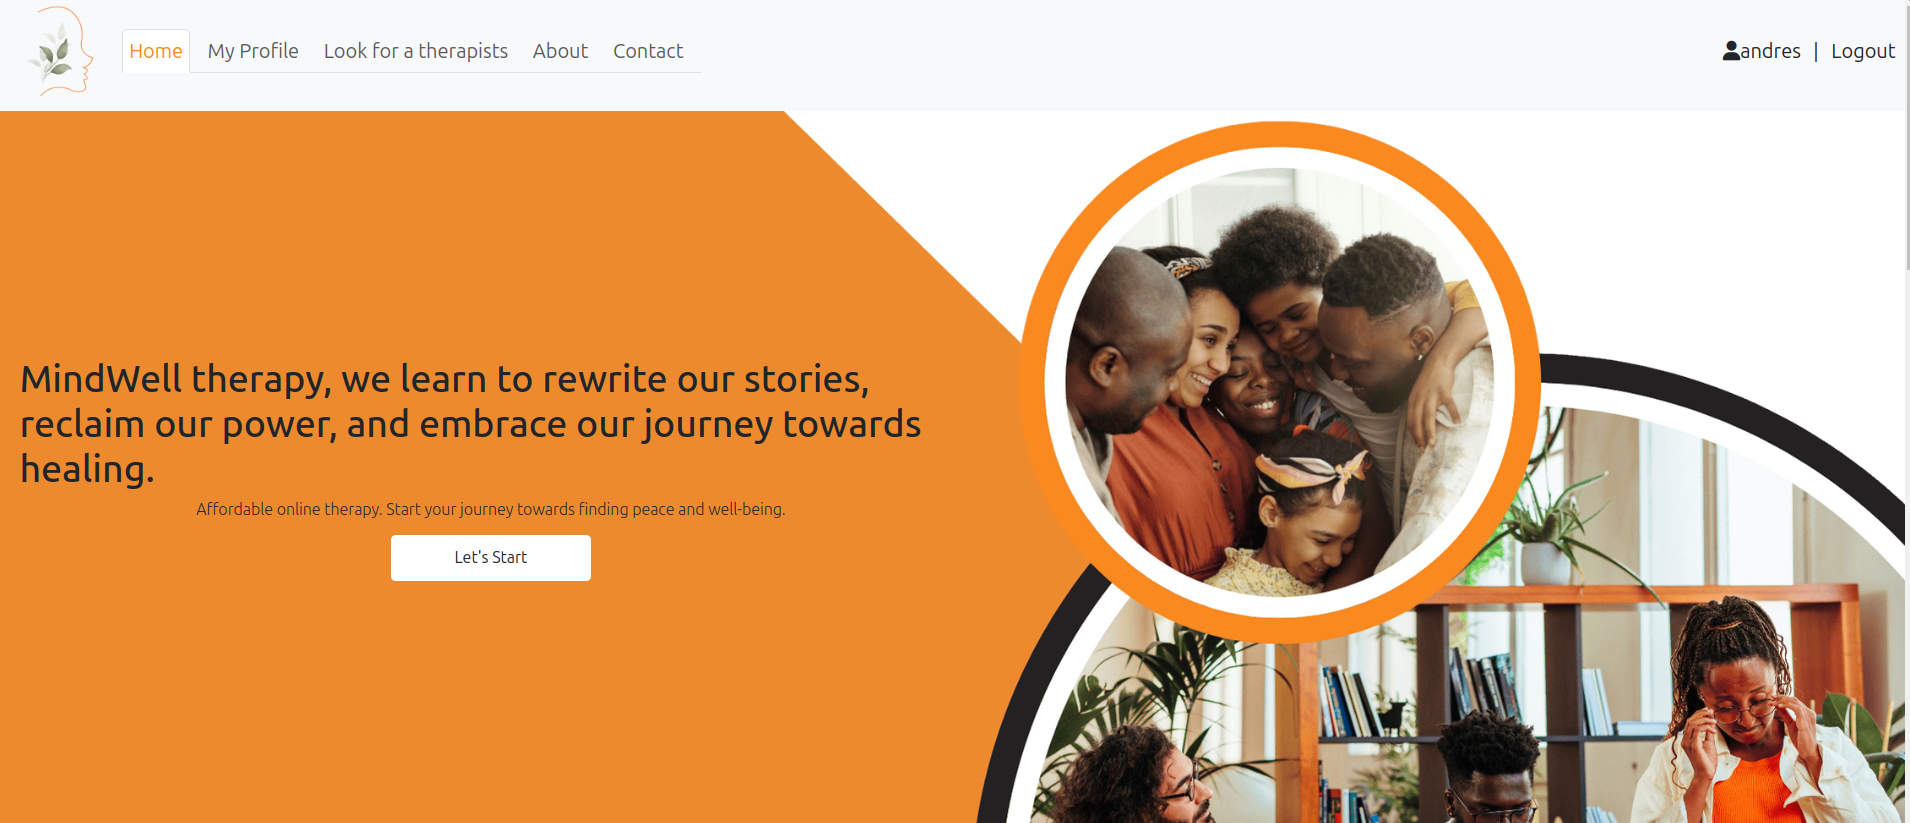 Home My Profile Look for a therapists About Contact andres | Logout
MindWell therapy, we learn to rewrite our stories,
reclaim our power, and embrace our journey towards
healing.
Affordable online therapy. Start your journey towards finding peace and well-being.
Let's Start